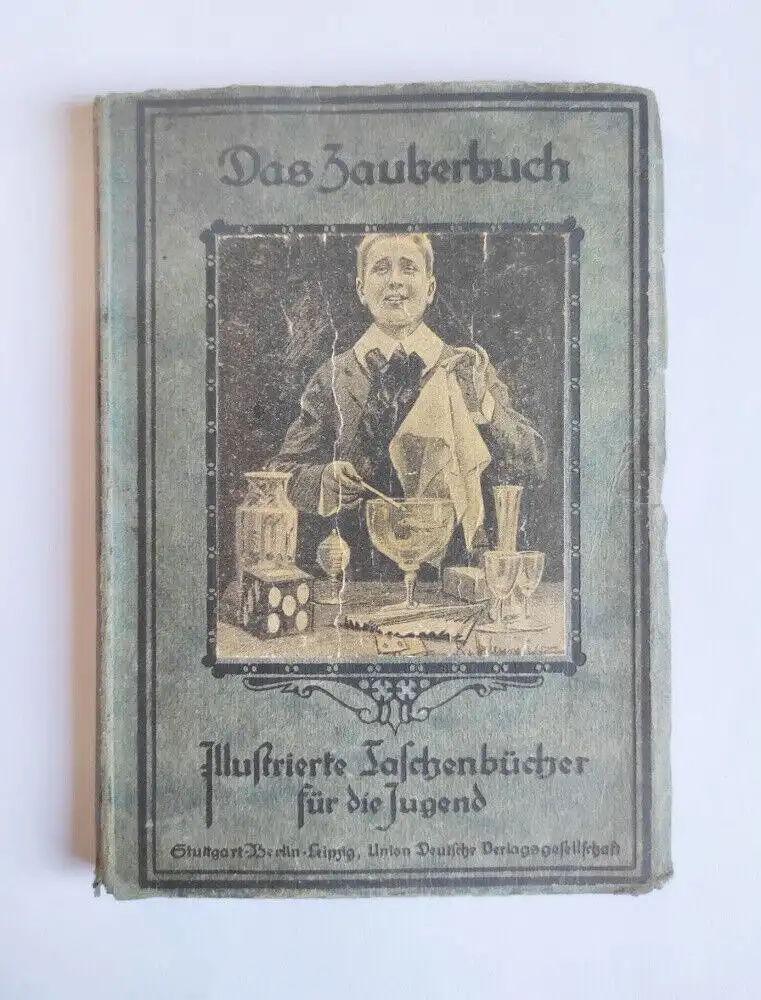 Das Zauberbuch
Illustrierte Taschenbücher
für die Jugend
Stuttgart-Berlin-Leipzig, Union Deutsche Verlagsgesellschaft